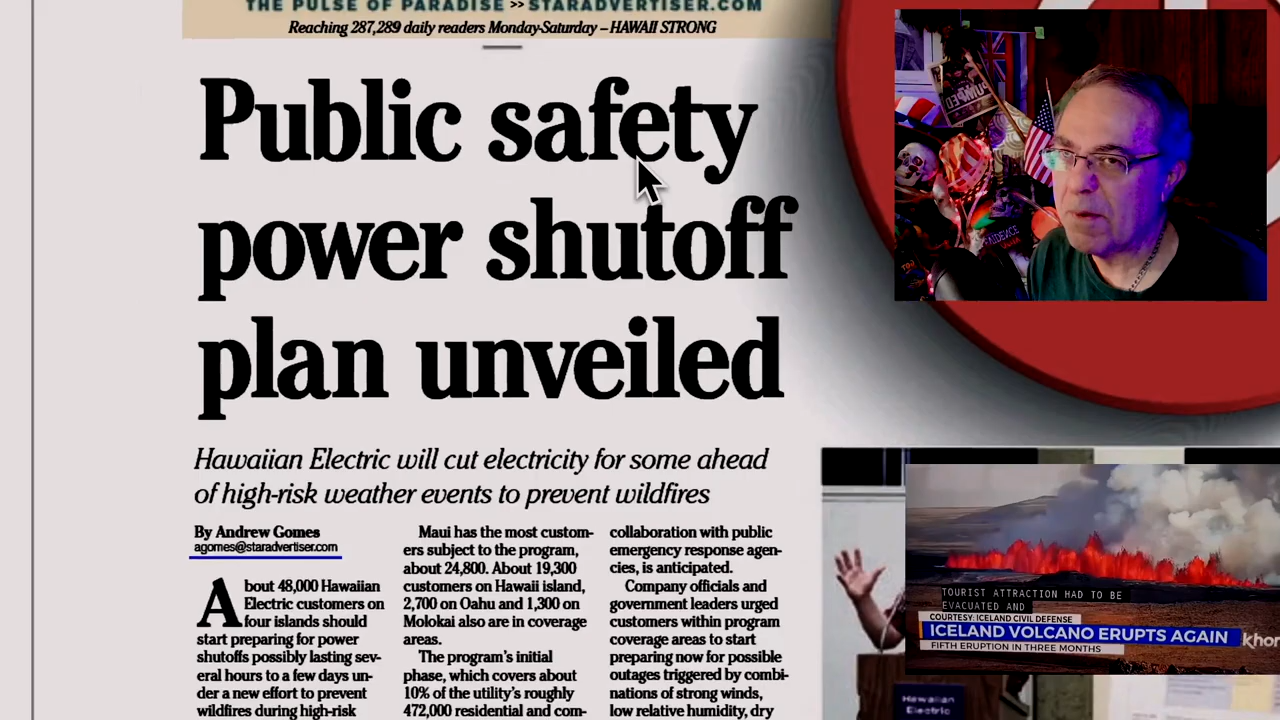 THE PULSE OF PARADISE >> STARADVERTISER.COM
Reaching 287,289 daily readers Monday-Saturday – HAWAII STRONG
Public safety
power shutoff
plan unveiled
Hawaiian Electric will cut electricity for some ahead
of high-risk weather events to prevent wildfires
By Andrew Gomes
agomes@staradvertiser.com
About 48,000 Hawaiian
Electric customers on
four islands should
start preparing for power
shutoffs possibly lasting sev-
eral hours to a few days un-
der a new effort to prevent
wildfires during high-risk
Maui has the most custom-
ers subject to the program,
about 24,800. About 19,300
customers on Hawaii island,
2,700 on Oahu and 1,300 on
Molokai also are in coverage
areas.
The program's initial
phase, which covers about
10% of the utility's roughly
472,000 residential and com-
collaboration with public
emergency response agen-
cies, is anticipated.
Company officials and
government leaders urged
customers within program
coverage areas to start
preparing now for possible
outages triggered by combi-
nations of strong winds,
low relative humidity, dry
PUMPED
EVIDENCE
TOURIST ATTRACTION HAD TO BE
EVACUATED AND
COURTESY: ICELAND CIVIL DEFENSE
ICELAND VOLCANO ERUPTS AGAIN
FIFTH ERUPTION IN THREE MONTHS
khon
Hawaiian
Electric